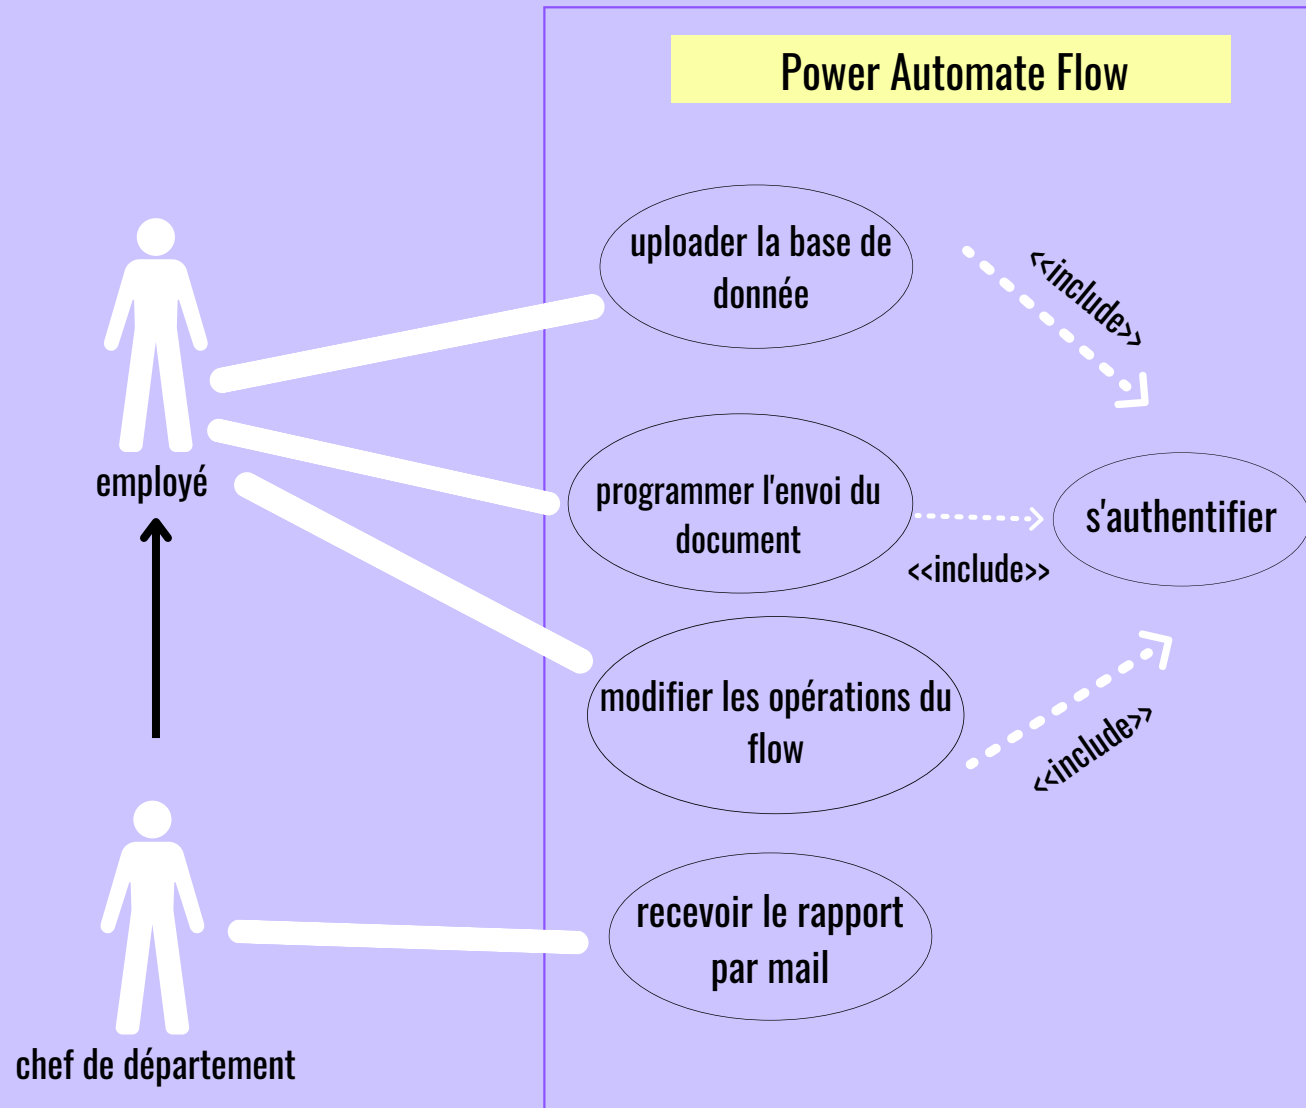 Power Automate Flow
uploader la base de
donnée
<<include>>
employé
programmer l'envoi du
document
s'authentifier
<<include>>
modifier les opérations du
flow
<<include>>
recevoir le rapport
par mail
chef de département